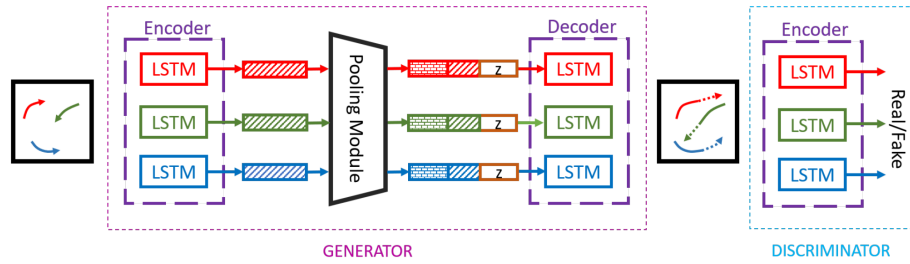 Encoder
LSTM
LSTM
LSTM
Pooling Module
z
z
z
Decoder
LSTM
LSTM
LSTM
GENERATOR
Encoder
LSTM
LSTM
LSTM
Real/Fake
DISCRIMINATOR